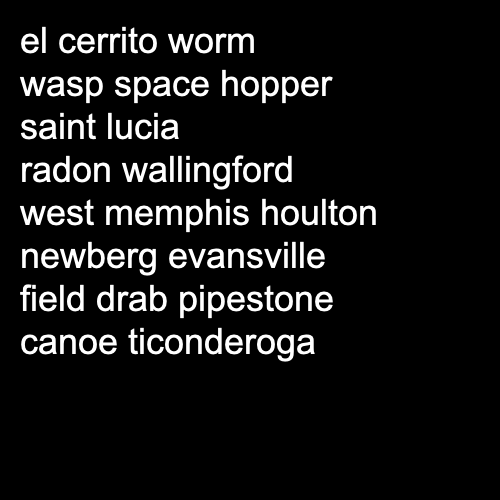 el cerrito worm
wasp space hopper
saint lucia
radon wallingford
west memphis houlton
newberg evansville
field drab pipestone
canoe ticonderoga